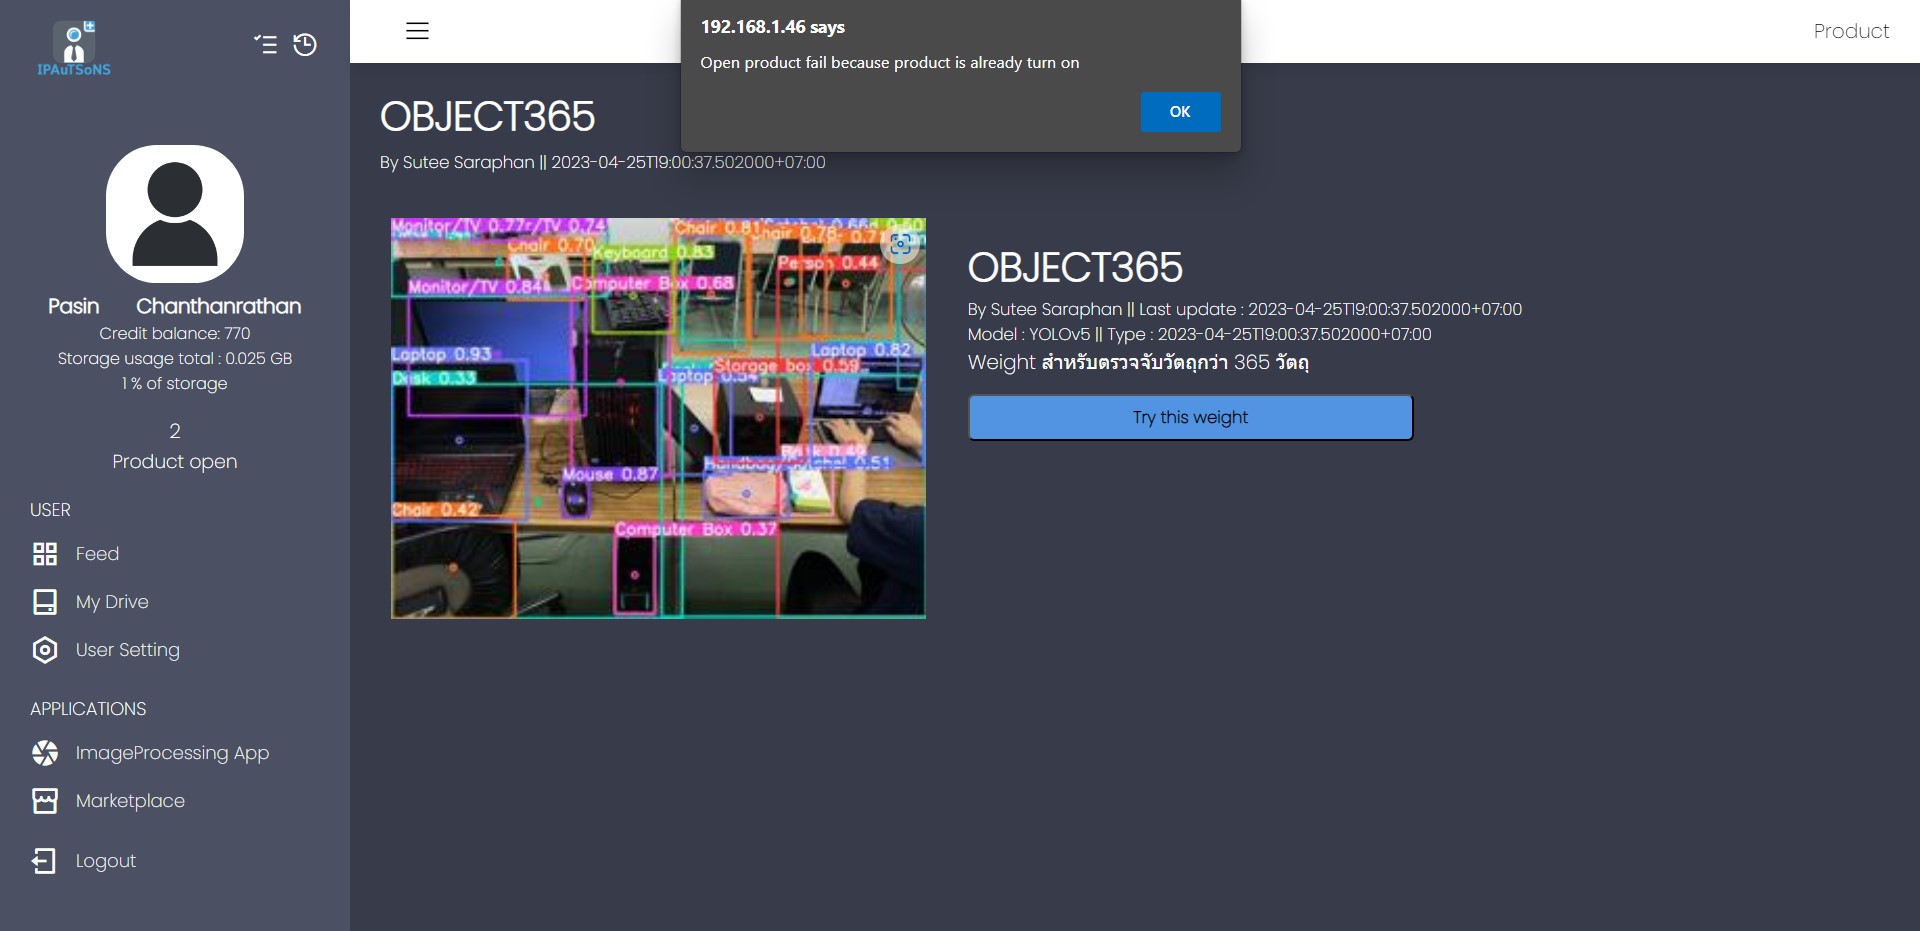 IPAuTSoNS
Pasin Chanthanrathan
Credit balance: 770
Storage usage total : 0.025 GB
1 % of storage
2
Product open
USER
Feed
My Drive
User Setting
APPLICATIONS
ImageProcessing App
Marketplace
Logout
Product
192.168.1.46 says
Open product fail because product is already turn on
OK
OBJECT365
By Sutee Saraphan || 2023-04-25T19:00:37.502000+07:00
Monitor/TV 0.77r/TV 0.74
Chair 0.81
Chair 0.78
0.71
Chair 0.70
Keyboard 0.83
Person 0.44
Monitor/TV 0.84
Computer Box 0.68
Laptop 0.93
Laptop 0.82
Desk 0.33
Storage box 0.59
Laptop 0.54
Mouse 0.87
0.51
Chair 0.42
Computer Box 0.37
OBJECT365
By Sutee Saraphan || Last update : 2023-04-25T19:00:37.502000+07:00
Model : YOLOv5 || Type : 2023-04-25T19:00:37.502000+07:00
Weight สำหรับตรวจจับวัตถุกว่า 365 วัตถุ
Try this weight